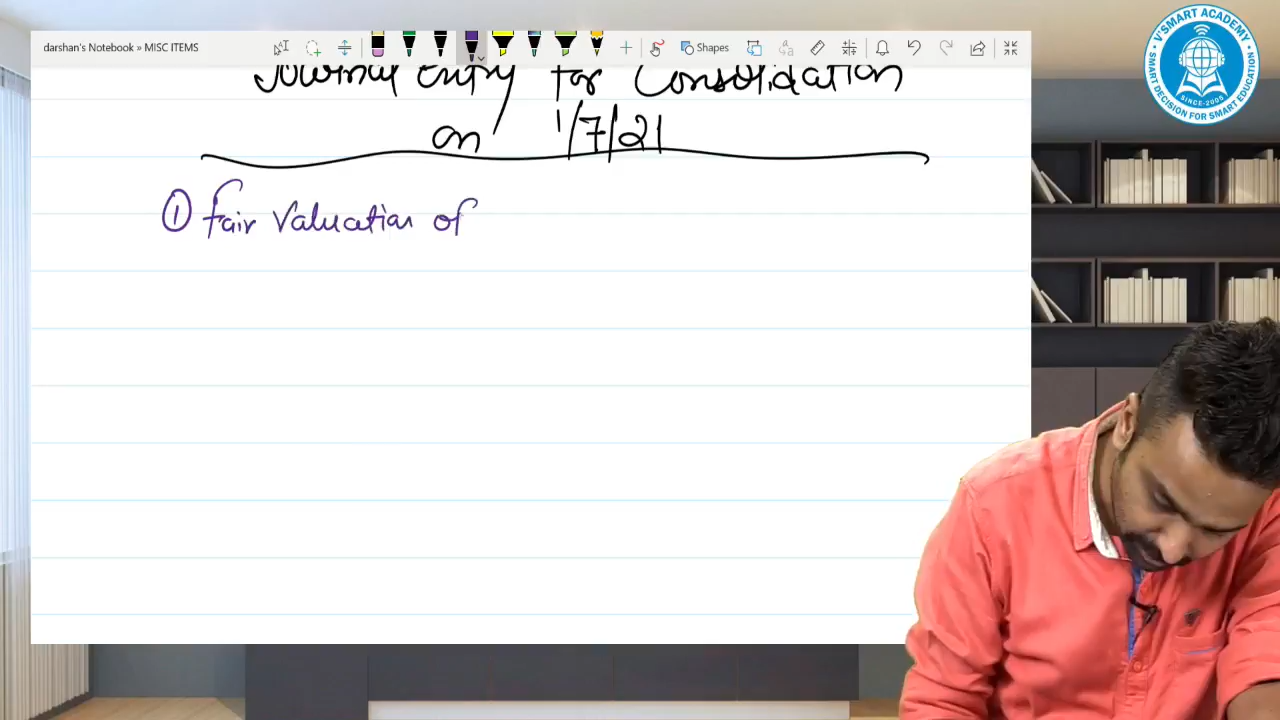 darshan's Notebook » MISC ITEMS
Shapes
Journal Entry for Consolidation
on 1/7/21
① Fair Valuation of
V'SMART ACADEMY
SMART DECISION FOR SMART EDUCATION
SINCE-2005